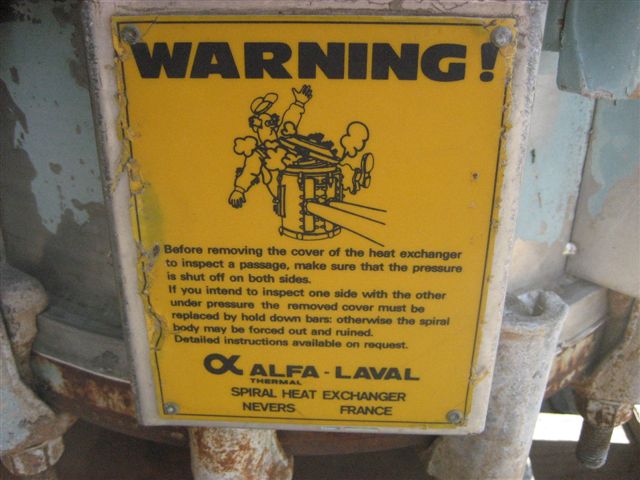 WARNING!
Before removing the cover of the heat exchanger
to inspect a passage, make sure that the pressure
is shut off on both sides.
If you intend to inspect one side with the other
under pressure the removed cover must be
replaced by hold down bars: otherwise the spiral
body may be forced out and ruined.
Detailed instructions available on request.
α ALFA-LAVAL
THERMAL
SPIRAL HEAT EXCHANGER
NEVERS FRANCE